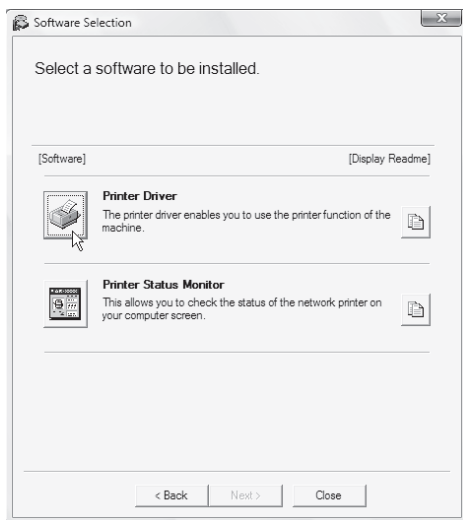 Software Selection
Select a software to be installed.
[Software] [Display Readme]
Printer Driver
The printer driver enables you to use the printer function of the
machine.
Printer Status Monitor
This allows you to check the status of the network printer on
your computer screen.
< Back Next > Close